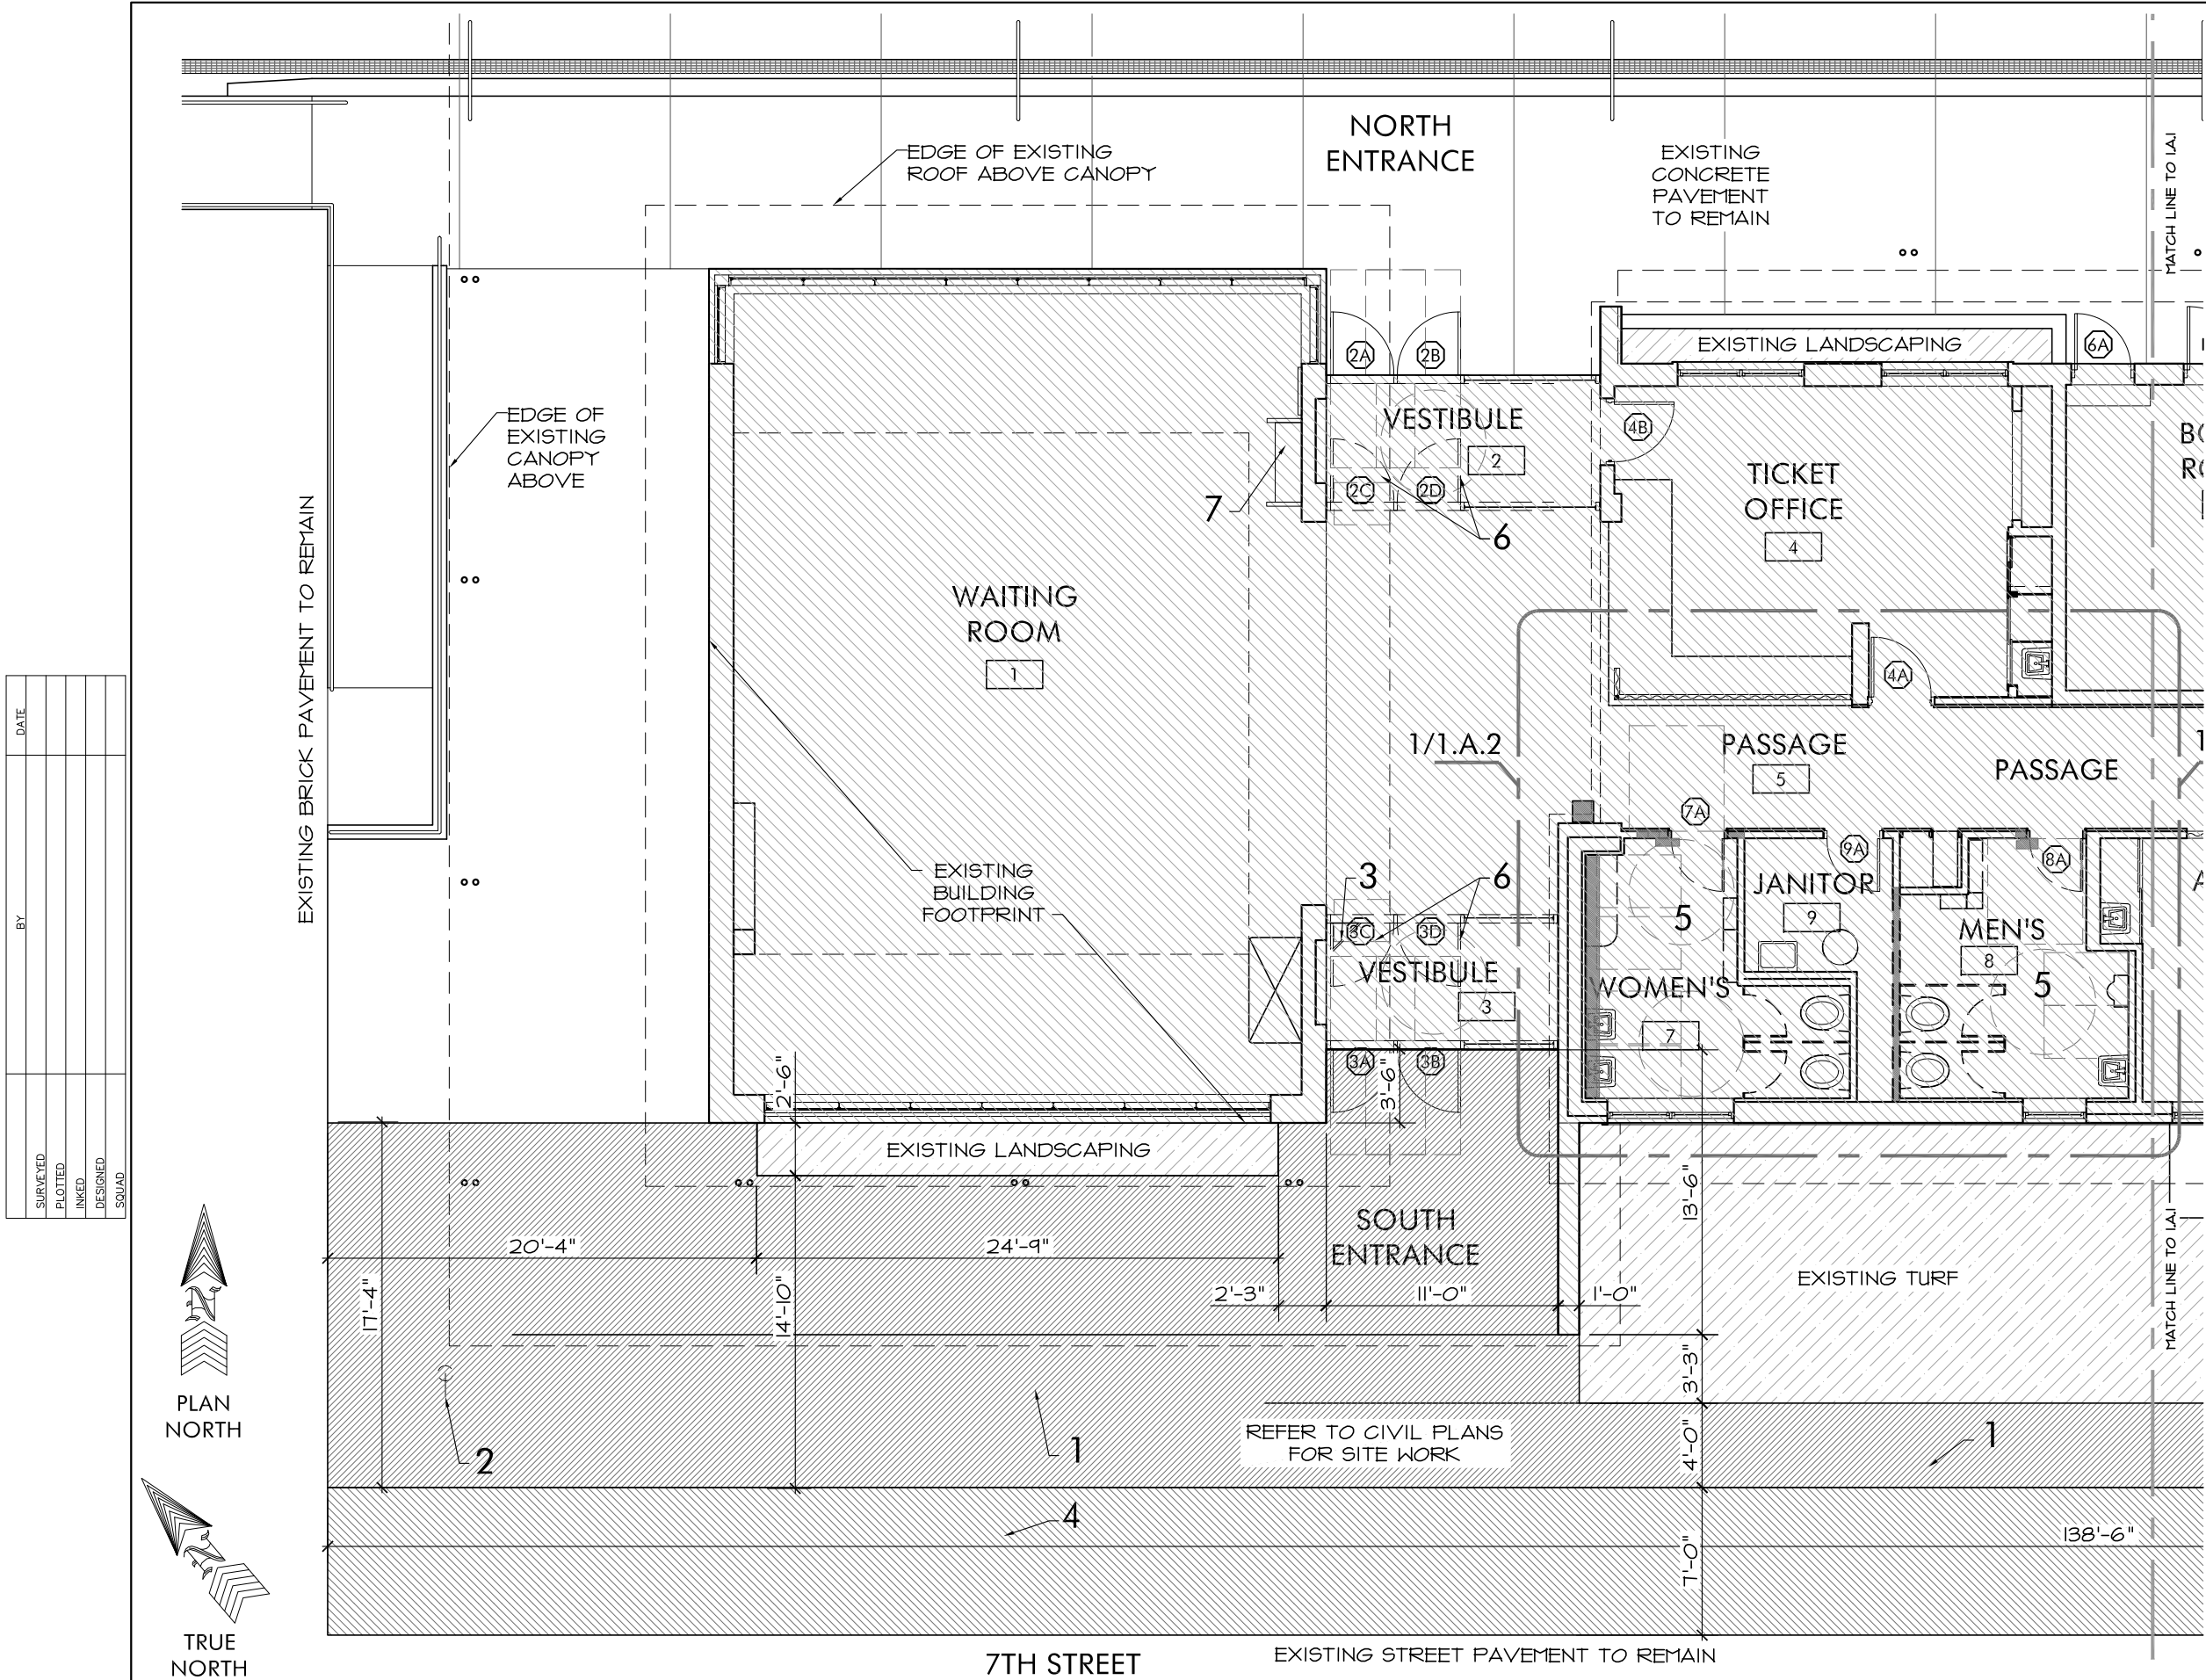 NORTH
ENTRANCE
EDGE OF EXISTING
ROOF ABOVE CANOPY
EXISTING
CONCRETE
PAVEMENT
TO REMAIN
MATCH LINE TO 1.A.1
EXISTING LANDSCAPING
2A
2B
6A
EDGE OF
EXISTING
CANOPY
ABOVE
VESTIBULE
2
4B
2C
2D
7
6
TICKET
OFFICE
4
EXISTING BRICK PAVEMENT TO REMAIN
WAITING
ROOM
1
4A
1/1.A.2
PASSAGE
5
PASSAGE
7A
9A
8A
EXISTING
BUILDING
FOOTPRINT
3
6
3C
3D
VESTIBULE
3
3A
3B
5
WOMEN'S
7
JANITOR
9
MEN'S
8
5
2'-6"
3'-6"
EXISTING LANDSCAPING
SOUTH
ENTRANCE
13'-6"
20'-4"
24'-9"
2'-3"
11'-0"
1'-0"
EXISTING TURF
17'-4"
14'-10"
3'-3"
MATCH LINE TO 1.A.1
2
1
REFER TO CIVIL PLANS
FOR SITE WORK
4'-0"
1
4
7'-0"
138'-6"
7TH STREET
EXISTING STREET PAVEMENT TO REMAIN
PLAN
NORTH
TRUE
NORTH
DATE
BY
SURVEYED
PLOTTED
INKED
DESIGNED
SQUAD